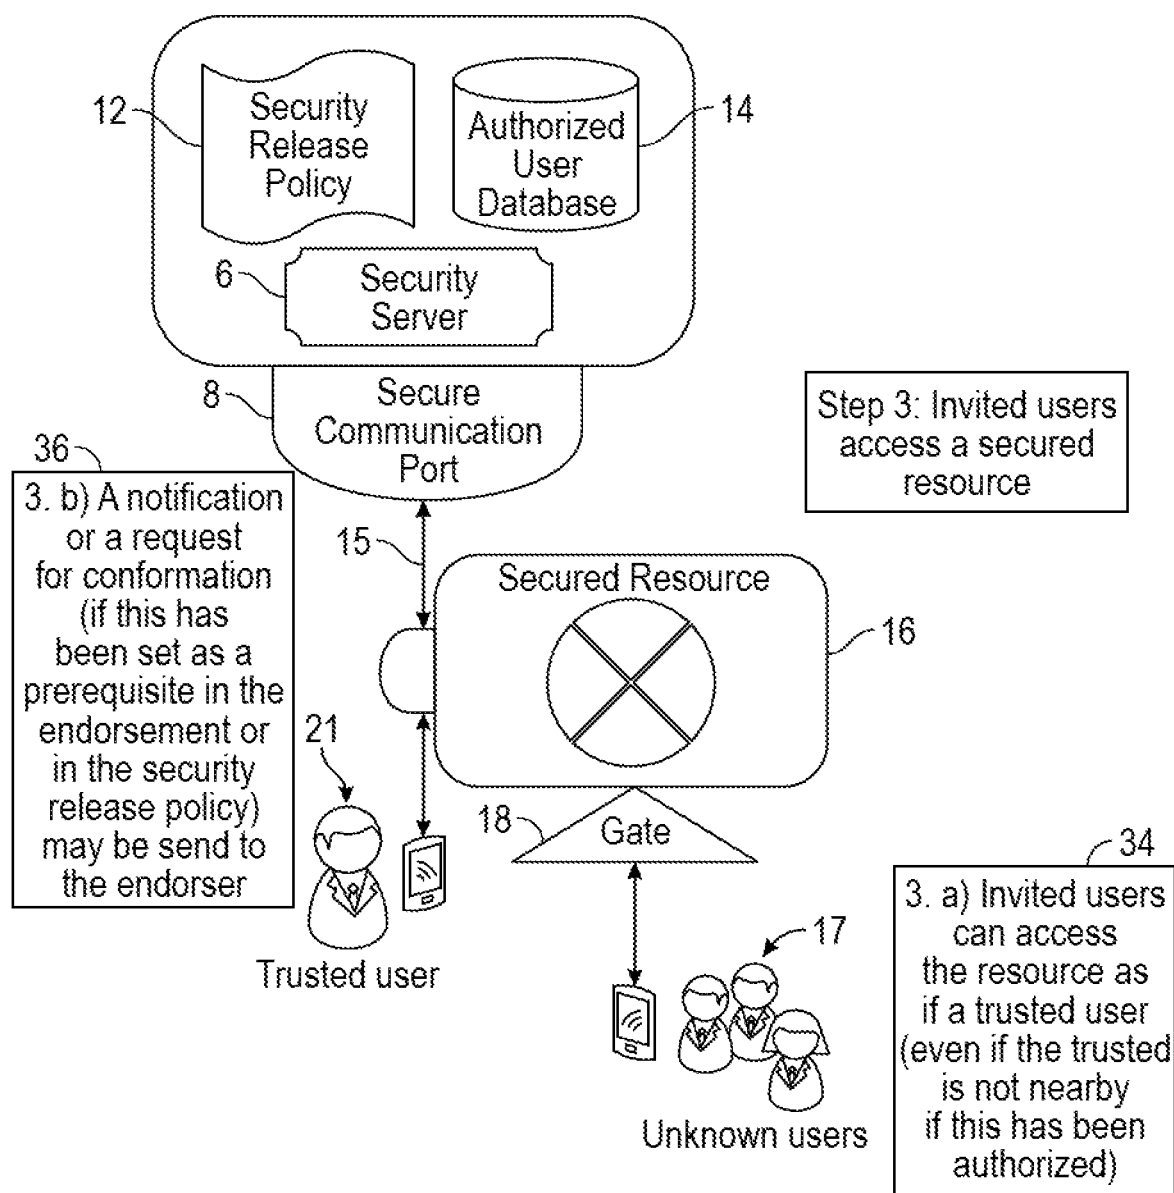 12
Security
Release
Policy
Authorized
User
Database
14
6
Security
Server
8
Secure
Communication
Port
Step 3: Invited users
access a secured
resource
36
3. b) A notification
or a request
for conformation
(if this has
been set as a
prerequisite in the
endorsement or
in the security
release policy)
may be send to
the endorser
15
Secured Resource
16
21
Trusted user
18
Gate
17
Unknown users
34
3. a) Invited users
can access
the resource as
if a trusted user
(even if the trusted
is not nearby
if this has been
authorized)